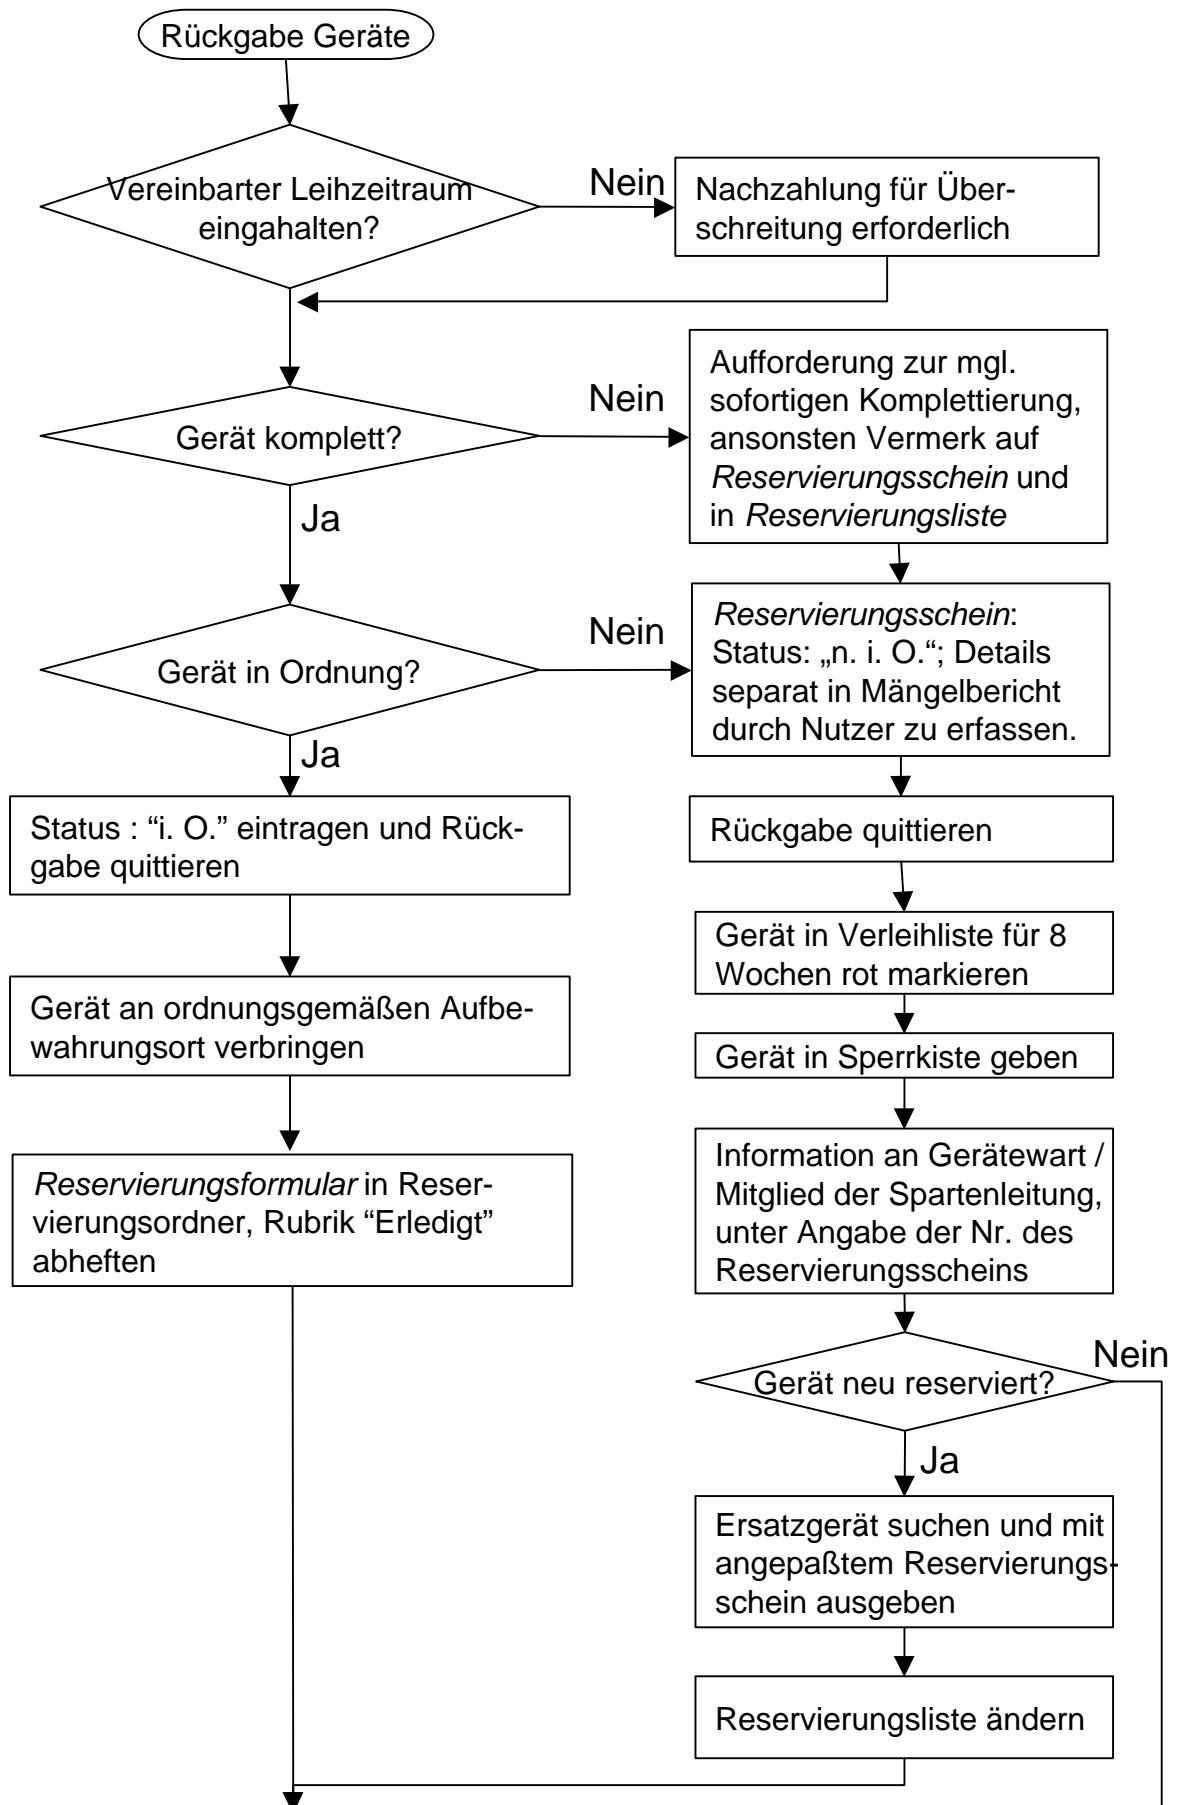 Rückgabe Geräte
Vereinbarter Leihzeitraum
eingahalten?
Nein
Nachzahlung für Über-
schreitung erforderlich
Gerät komplett?
Nein
Aufforderung zur mgl.
sofortigen Komplettierung,
ansonsten Vermerk auf
Reservierungsschein und
in Reservierungsliste
Ja
Gerät in Ordnung?
Nein
Reservierungsschein:
Status: „n. i. O.“; Details
separat in Mängelbericht
durch Nutzer zu erfassen.
Ja
Status : “i. O.” eintragen und Rück-
gabe quittieren
Rückgabe quittieren
Gerät in Verleihliste für 8
Wochen rot markieren
Gerät an ordnungsgemäßen Aufbe-
wahrungsort verbringen
Gerät in Sperrkiste geben
Reservierungsformular in Reser-
vierungsordner, Rubrik “Erledigt”
abheften
Information an Gerätewart /
Mitglied der Spartenleitung,
unter Angabe der Nr. des
Reservierungsscheins
Gerät neu reserviert?
Nein
Ja
Ersatzgerät suchen und mit
angepaßtem Reservierungs-
schein ausgeben
Reservierungsliste ändern